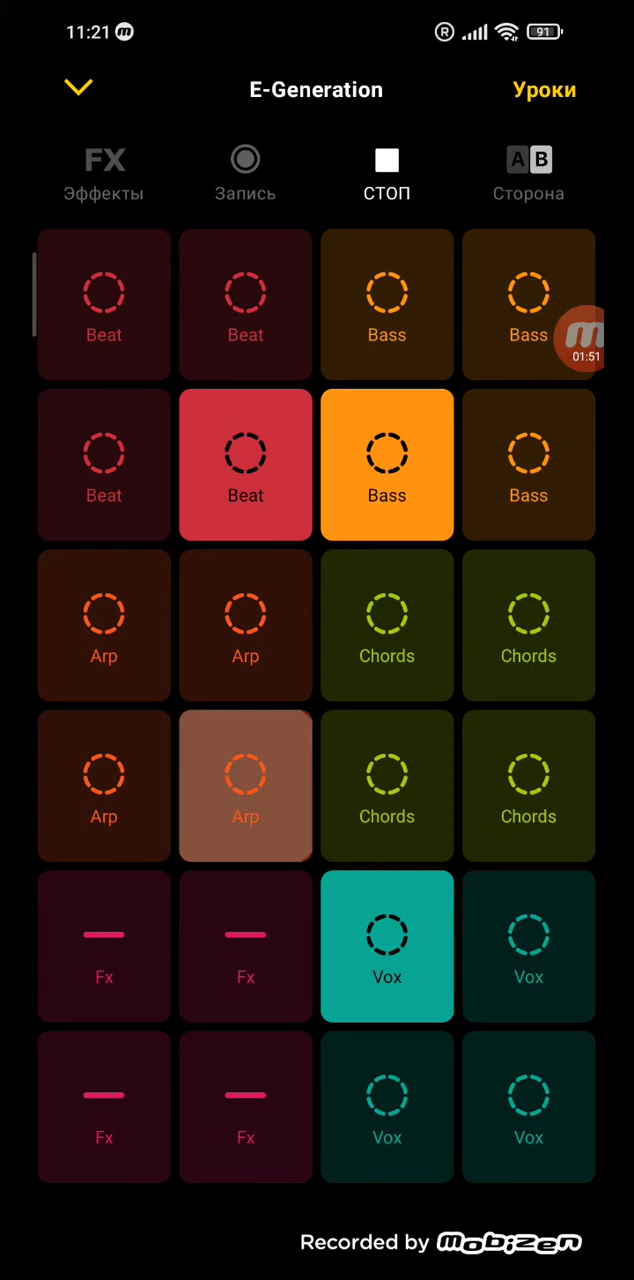 11:21 m R 91
E-Generation Уроки
FX A B
Эффекты Запись СТОП Сторона
Beat Beat Bass Bass
m 01:51
Beat Beat Bass Bass
Arp Arp Chords Chords
Arp Arp Chords Chords
Fx Fx Vox Vox
Fx Fx Vox Vox
Recorded by mobizen